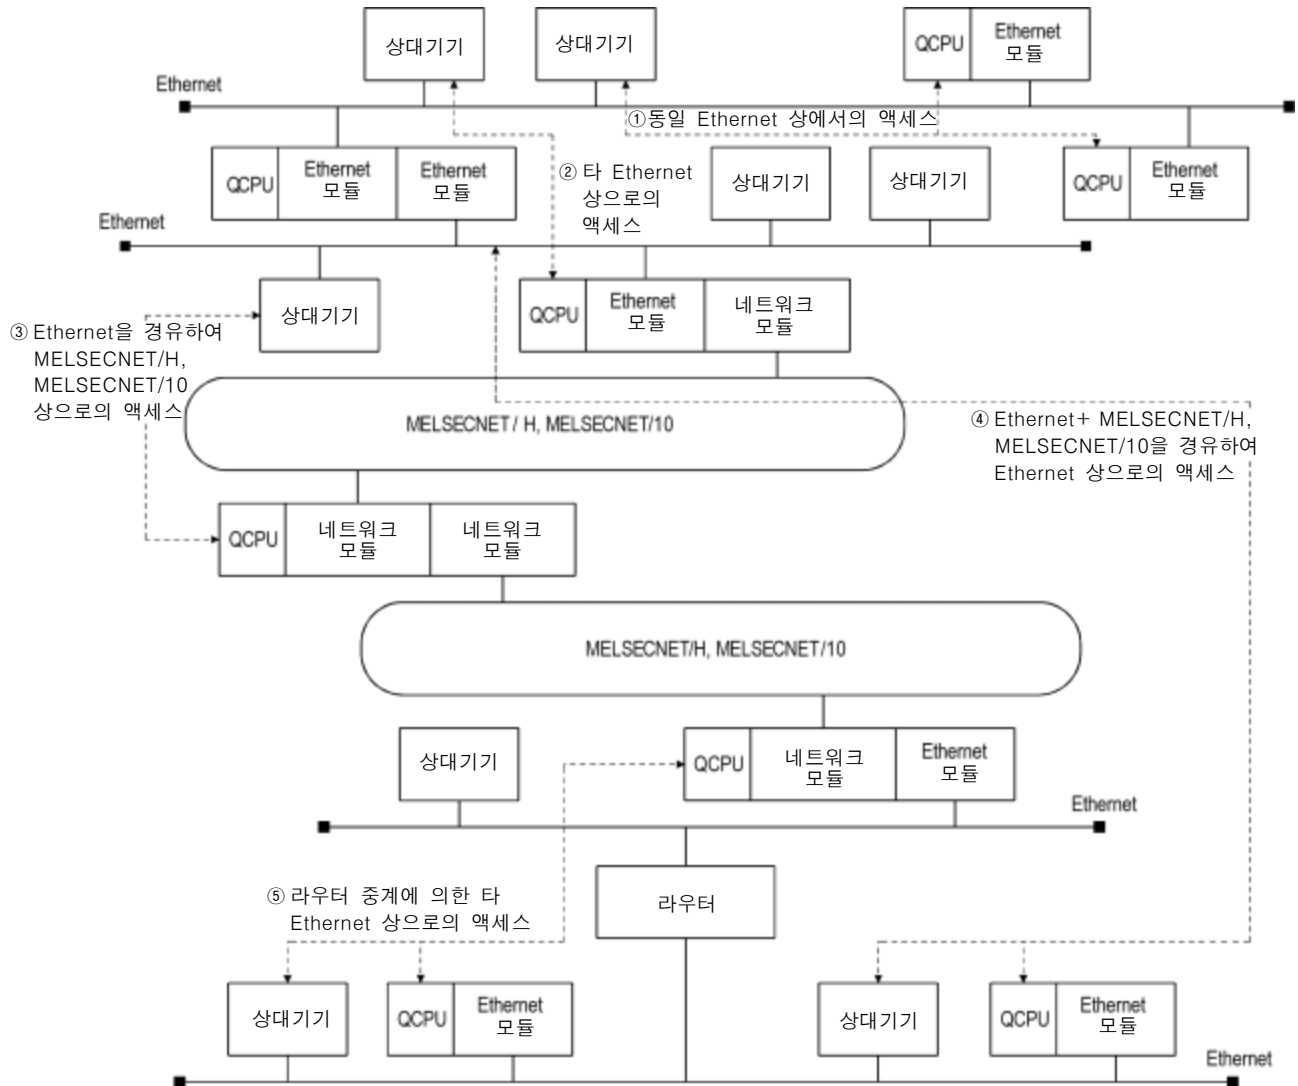 상대기기
상대기기
QCPU
Ethernet
모듈
Ethernet
①동일 Ethernet 상에서의 액세스
QCPU
Ethernet
모듈
Ethernet
모듈
② 타 Ethernet
상으로의
액세스
상대기기
상대기기
QCPU
Ethernet
모듈
Ethernet
상대기기
QCPU
Ethernet
모듈
네트워크
모듈
③ Ethernet을 경유하여
MELSECNET/H,
MELSECNET/10
상으로의 액세스
MELSECNET / H, MELSECNET/10
④ Ethernet+ MELSECNET/H,
MELSECNET/10을 경유하여
Ethernet 상으로의 액세스
QCPU
네트워크
모듈
네트워크
모듈
MELSECNET/H, MELSECNET/10
상대기기
QCPU
네트워크
모듈
Ethernet
모듈
Ethernet
⑤ 라우터 중계에 의한 타
Ethernet 상으로의 액세스
라우터
상대기기
QCPU
Ethernet
모듈
상대기기
QCPU
Ethernet
모듈
Ethernet